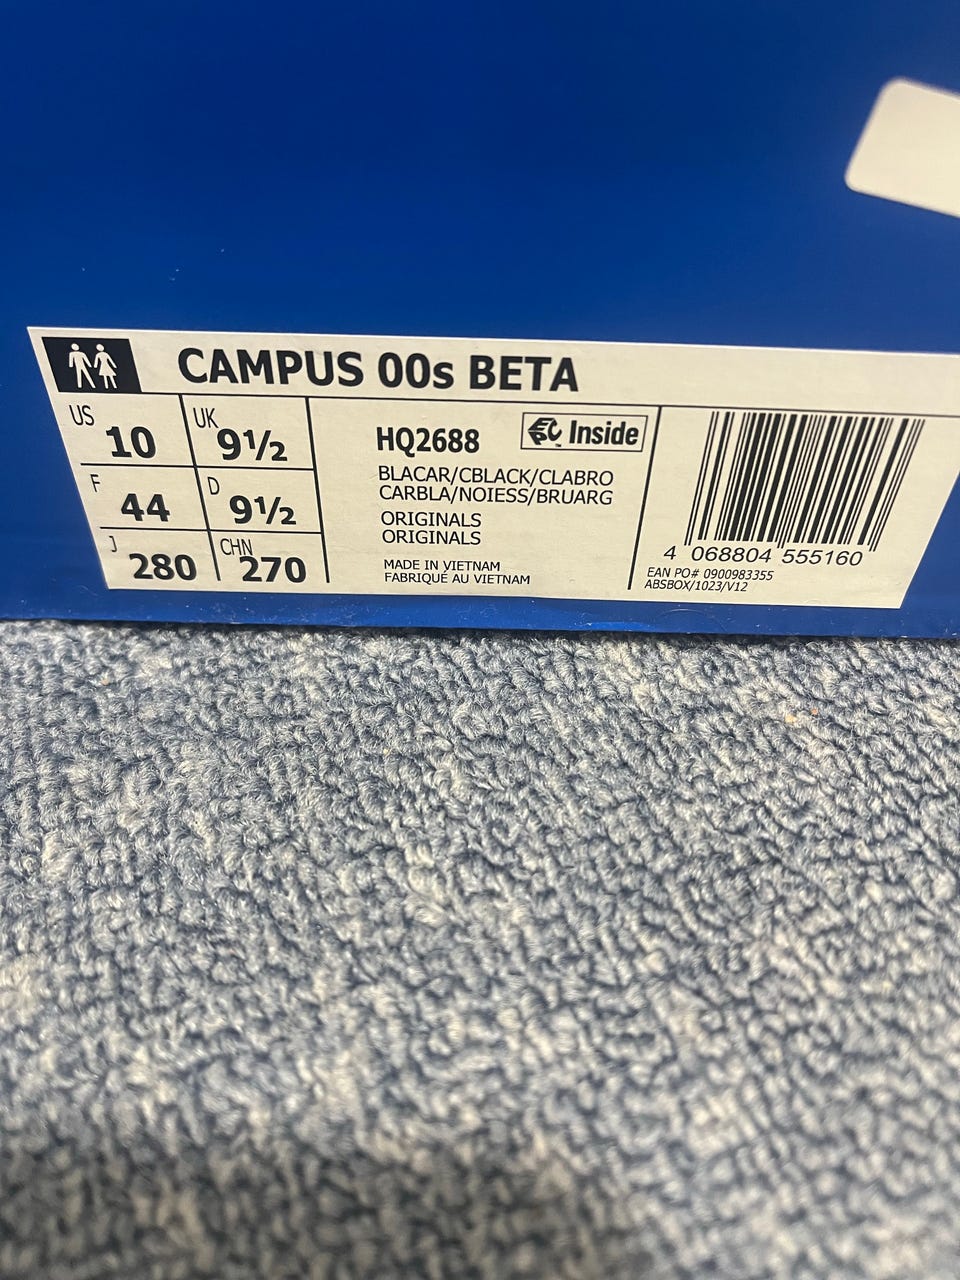 CAMPUS 00s BETA
US 10
UK 9½
F 44
D 9½
J 280
CHN 270
HQ2688
Inside
BLACAR/CBLACK/CLABRO
CARBLA/NOIESS/BRUARG
ORIGINALS
ORIGINALS
MADE IN VIETNAM
FABRIQUÉ AU VIETNAM
4 068804 555160
EAN PO# 0900983355
ABSBOX/1023/V12